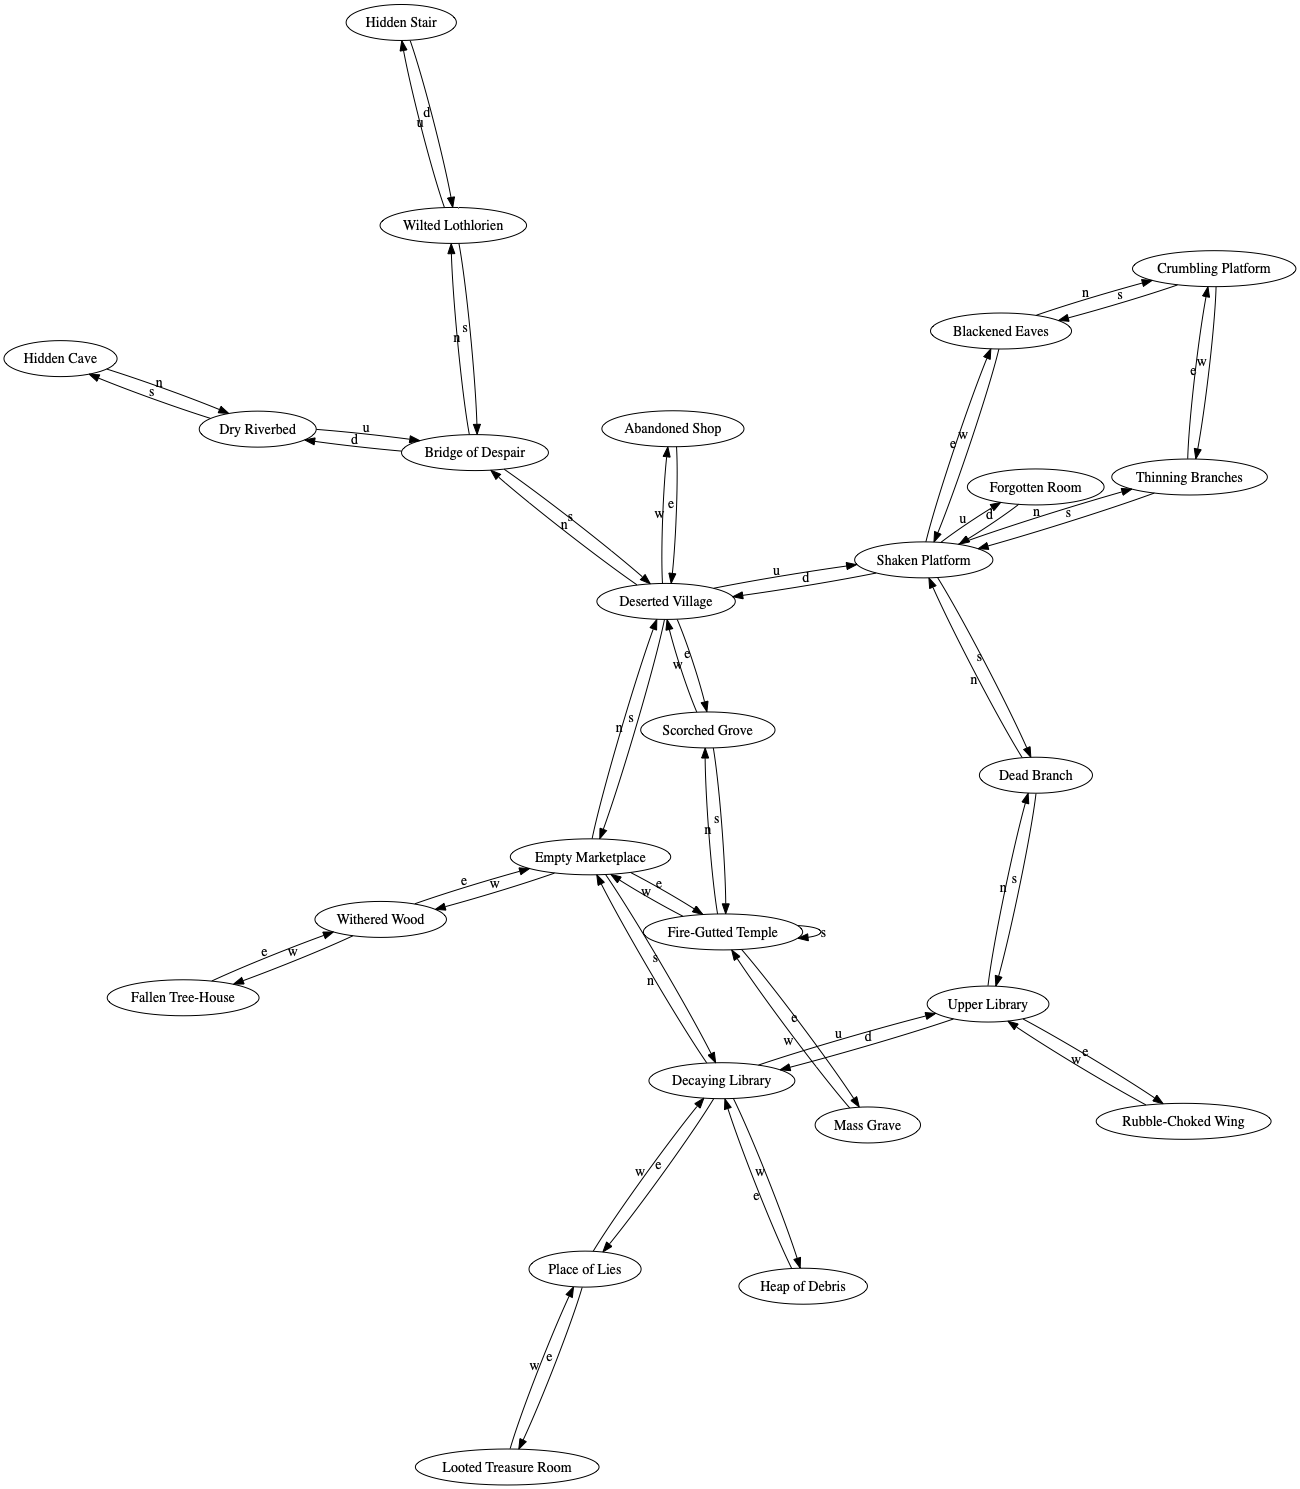 Hidden Stair
d
u
Wilted Lothlorien
Crumbling Platform
n
s
s
n
Blackened Eaves
Hidden Cave
w
e
n
s
Dry Riverbed
u
d
Bridge of Despair
Abandoned Shop
e
w
Thinning Branches
Forgotten Room
e
w
u
d
n
s
s
n
Shaken Platform
u
d
Deserted Village
e
w
s
n
s
n
Scorched Grove
Dead Branch
s
n
Empty Marketplace
e
w
e
w
s
n
Withered Wood
Fire-Gutted Temple
s
e
w
s
n
Fallen Tree-House
Upper Library
e
w
u
d
e
w
Decaying Library
Mass Grave
Rubble-Choked Wing
w
e
w
e
Place of Lies
Heap of Debris
w
e
Looted Treasure Room